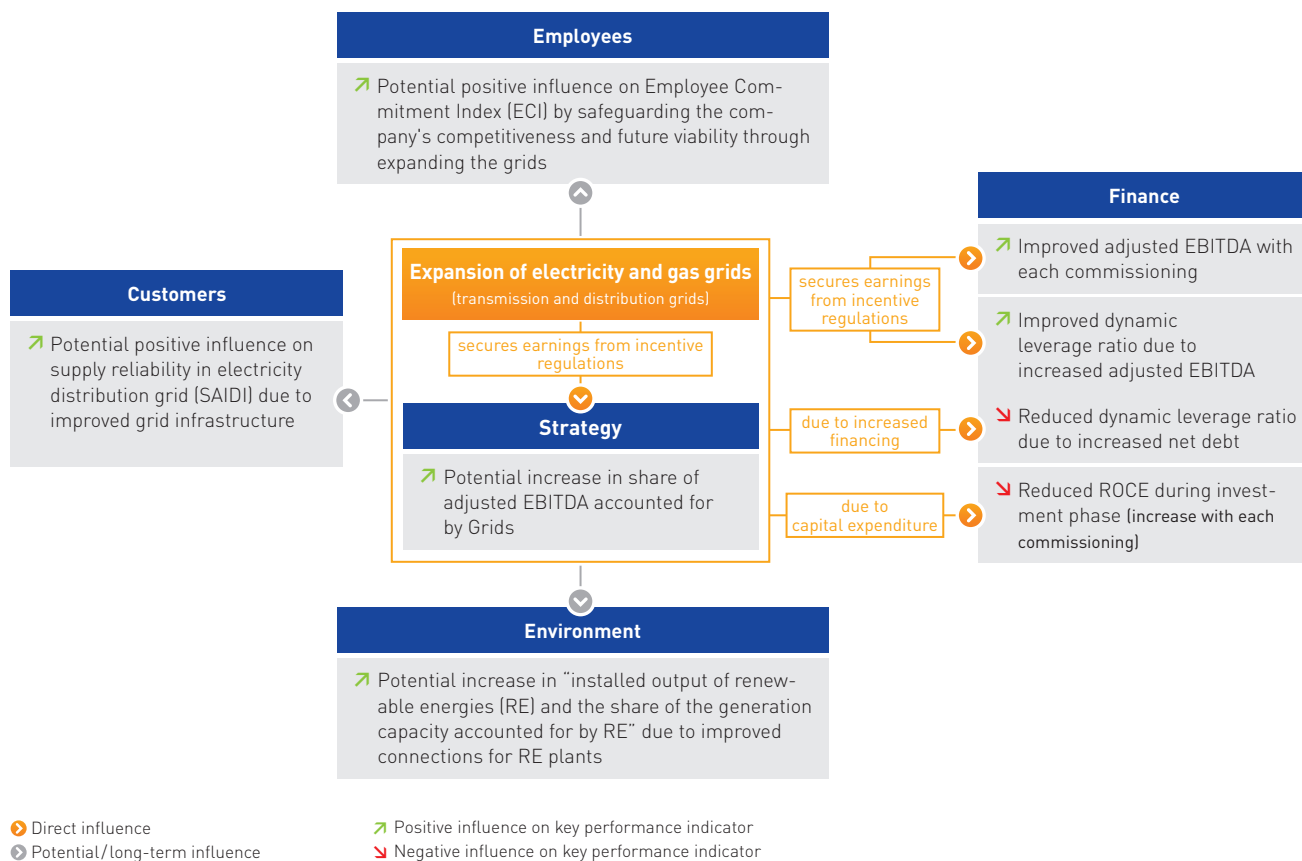 Employees
Potential positive influence on Employee Com-
mitment Index (ECI) by safeguarding the com-
pany's competitiveness and future viability through
expanding the grids
Customers
Potential positive influence on
supply reliability in electricity
distribution grid (SAIDI) due to
improved grid infrastructure
Expansion of electricity and gas grids
(transmission and distribution grids)
secures earnings from incentive
regulations
Strategy
Potential increase in share of
adjusted EBITDA accounted for
by Grids
secures earnings
from incentive
regulations
due to increased
financing
due to
capital expenditure
Finance
Improved adjusted EBITDA with
each commissioning
Improved dynamic
leverage ratio due to
increased adjusted EBITDA
Reduced dynamic leverage ratio
due to increased net debt
Reduced ROCE during invest-
ment phase (increase with each
commissioning)
Environment
Potential increase in “installed output of renew-
able energies (RE) and the share of the generation
capacity accounted for by RE” due to improved
connections for RE plants
Direct influence
Potential/long-term influence
Positive influence on key performance indicator
Negative influence on key performance indicator